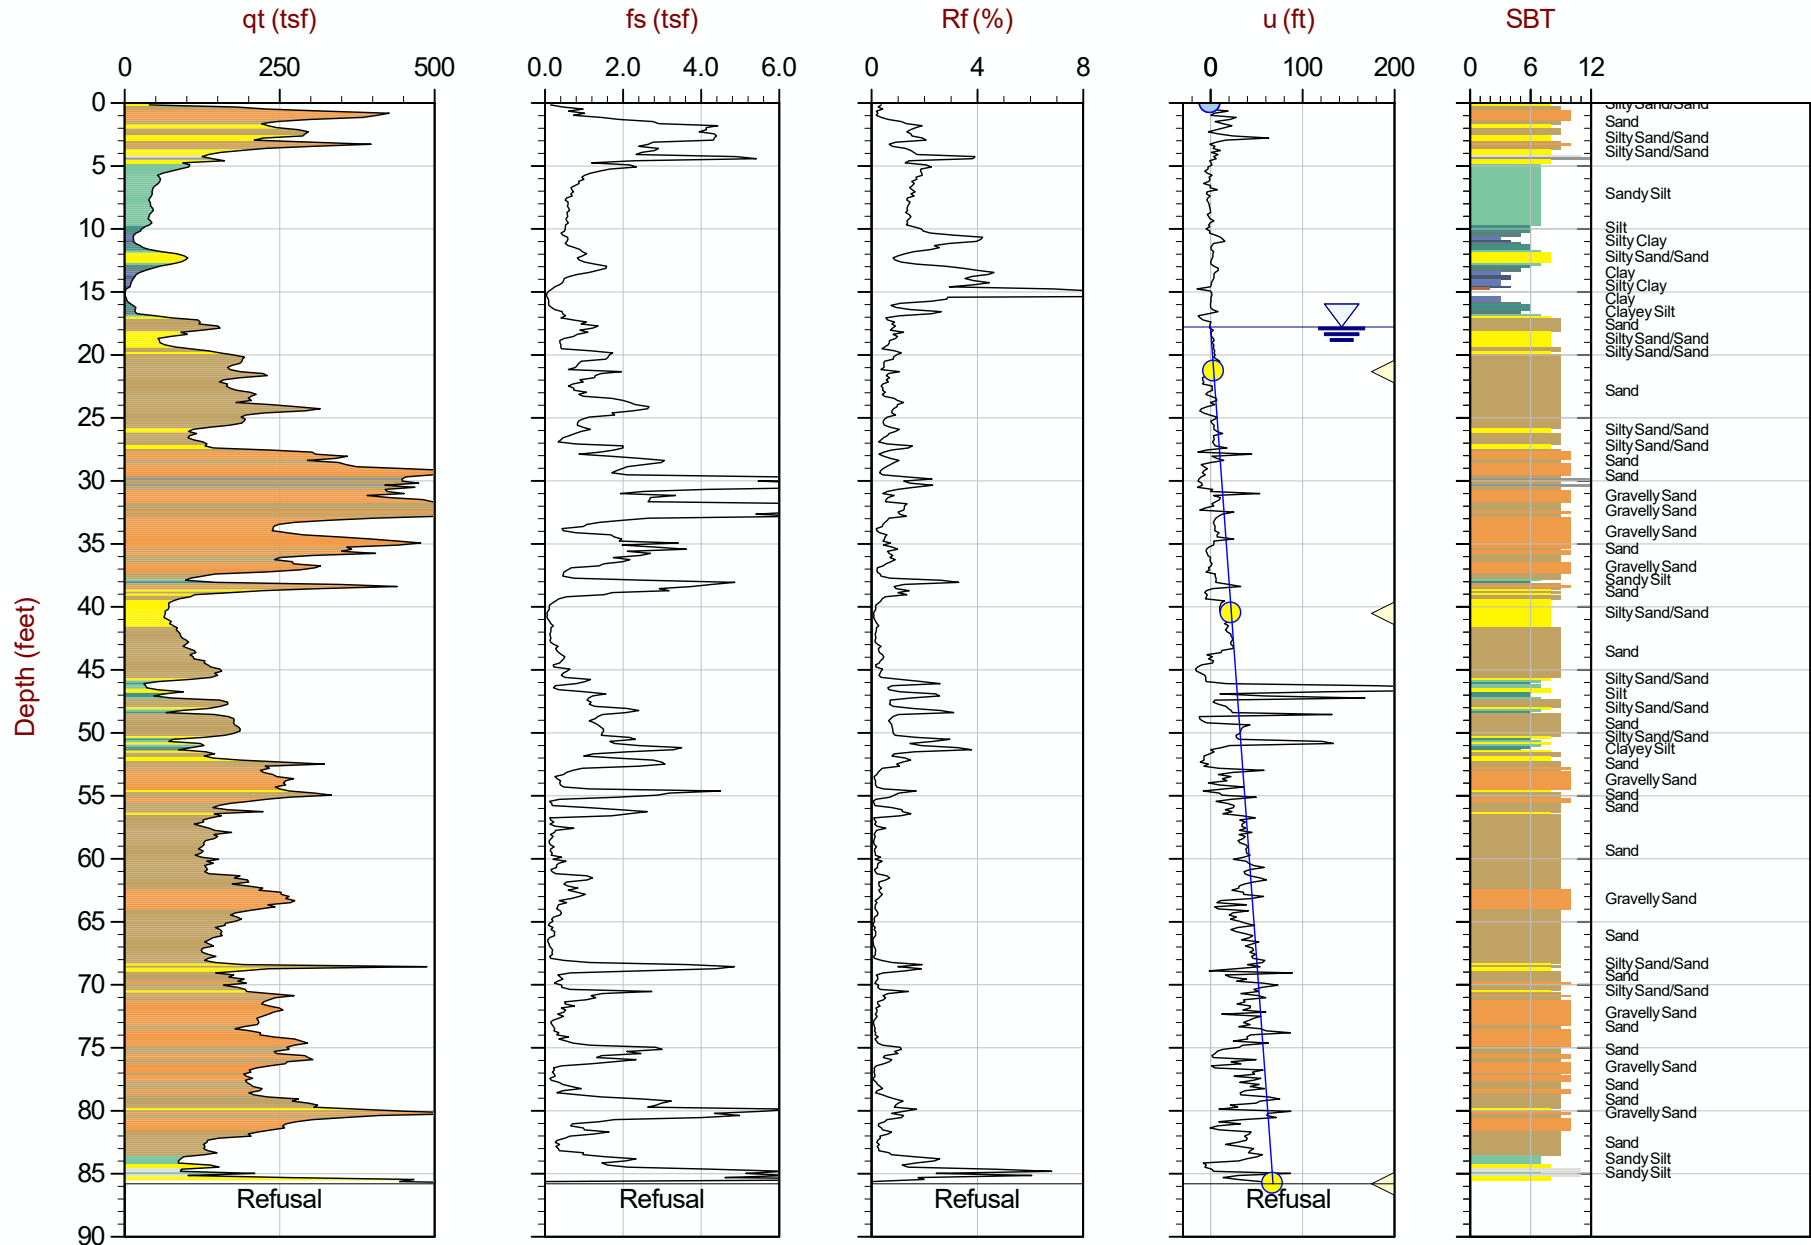 qt (tsf) fs (tsf) Rf (%) u (ft) SBT
0 250 500 0.0 2.0 4.0 6.0 0 4 8 0 100 200 0 6 12
Depth (feet)
0
5
10
15
20
25
30
35
40
45
50
55
60
65
70
75
80
85
90
Refusal Refusal Refusal
Silty Sand/Sand
Sand
Silty Sand/Sand
Silty Sand/Sand
Sandy Silt
Silt
Silty Clay
Silty Sand/Sand
Clay
Silty Clay
Clay
Clayey Silt
Sand
Silty Sand/Sand
Silty Sand/Sand
Sand
Silty Sand/Sand
Silty Sand/Sand
Sand
Sand
Gravelly Sand
Gravelly Sand
Gravelly Sand
Sand
Gravelly Sand
Sandy Silt
Sand
Silty Sand/Sand
Sand
Silty Sand/Sand
Silt
Silty Sand/Sand
Sand
Silty Sand/Sand
Clayey Silt
Sand
Gravelly Sand
Sand
Sand
Sand
Gravelly Sand
Sand
Silty Sand/Sand
Sand
Silty Sand/Sand
Gravelly Sand
Sand
Sand
Gravelly Sand
Sand
Sand
Gravelly Sand
Sand
Sandy Silt
Sandy Silt